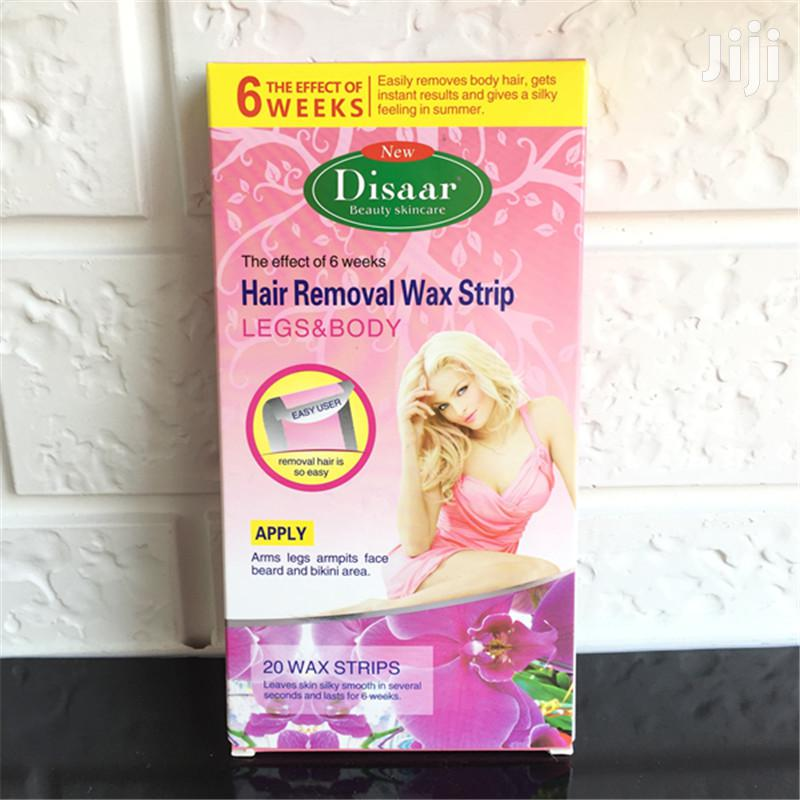 Jiji
6 THE EFFECT OF
WEEKS
Easily removes body hair, gets
instant results and gives a silky
feeling in summer.
New
Disaar
Beauty skincare
The effect of 6 weeks
Hair Removal Wax Strip
LEGS&BODY
EASY USER
removal hair is
so easy
APPLY
Arms legs armpits face
beard and bikini area.
20 WAX STRIPS
Leaves skin silky smooth in several
seconds and lasts for 6 weeks.